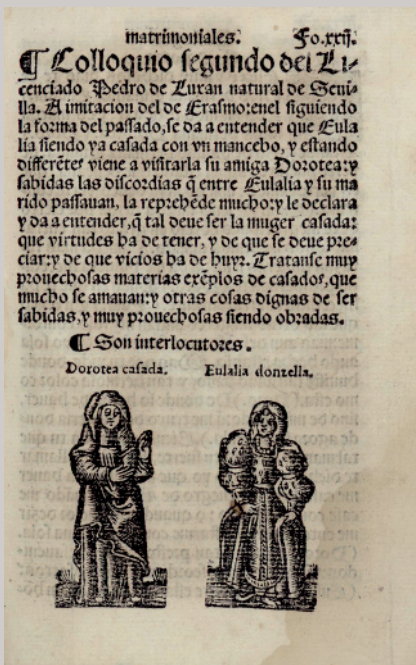 matrimoniales. Fo.xxij.
¶ Colloquio segundo del Li-
cenciado Pedro de Luxan natural de Seui-
lla. A imitacion del de Erasmo: enel siguiendo
la forma del passado, se da a entender que Eula
lia siendo ya casada con vn mancebo, y estando
differẽtes viene a visitarla su amiga Dorotea: y
sabidas las discordias q̃ entre Eulalia y su ma
rido passauan, la reprehẽde mucho: y le declara
y da a entender, q̃ tal deue ser la muger casada:
que virtudes ha de tener, y de que se deue pre-
ciar: y de que vicios ha de huyr. Tratanse muy
prouechosas materias exẽplos de casados, que
mucho se amauan: y otras cosas dignas de ser
sabidas, y muy prouechosas siendo obradas.
¶ Son interlocutores.
Dorotea casada. Eulalia donzella.